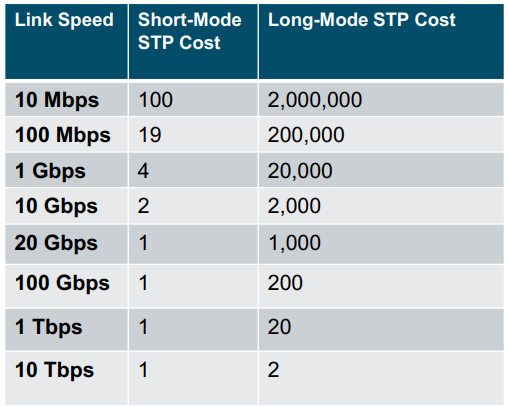 Link Speed Short-Mode STP Cost Long-Mode STP Cost
10 Mbps 100 2,000,000
100 Mbps 19 200,000
1 Gbps 4 20,000
10 Gbps 2 2,000
20 Gbps 1 1,000
100 Gbps 1 200
1 Tbps 1 20
10 Tbps 1 2